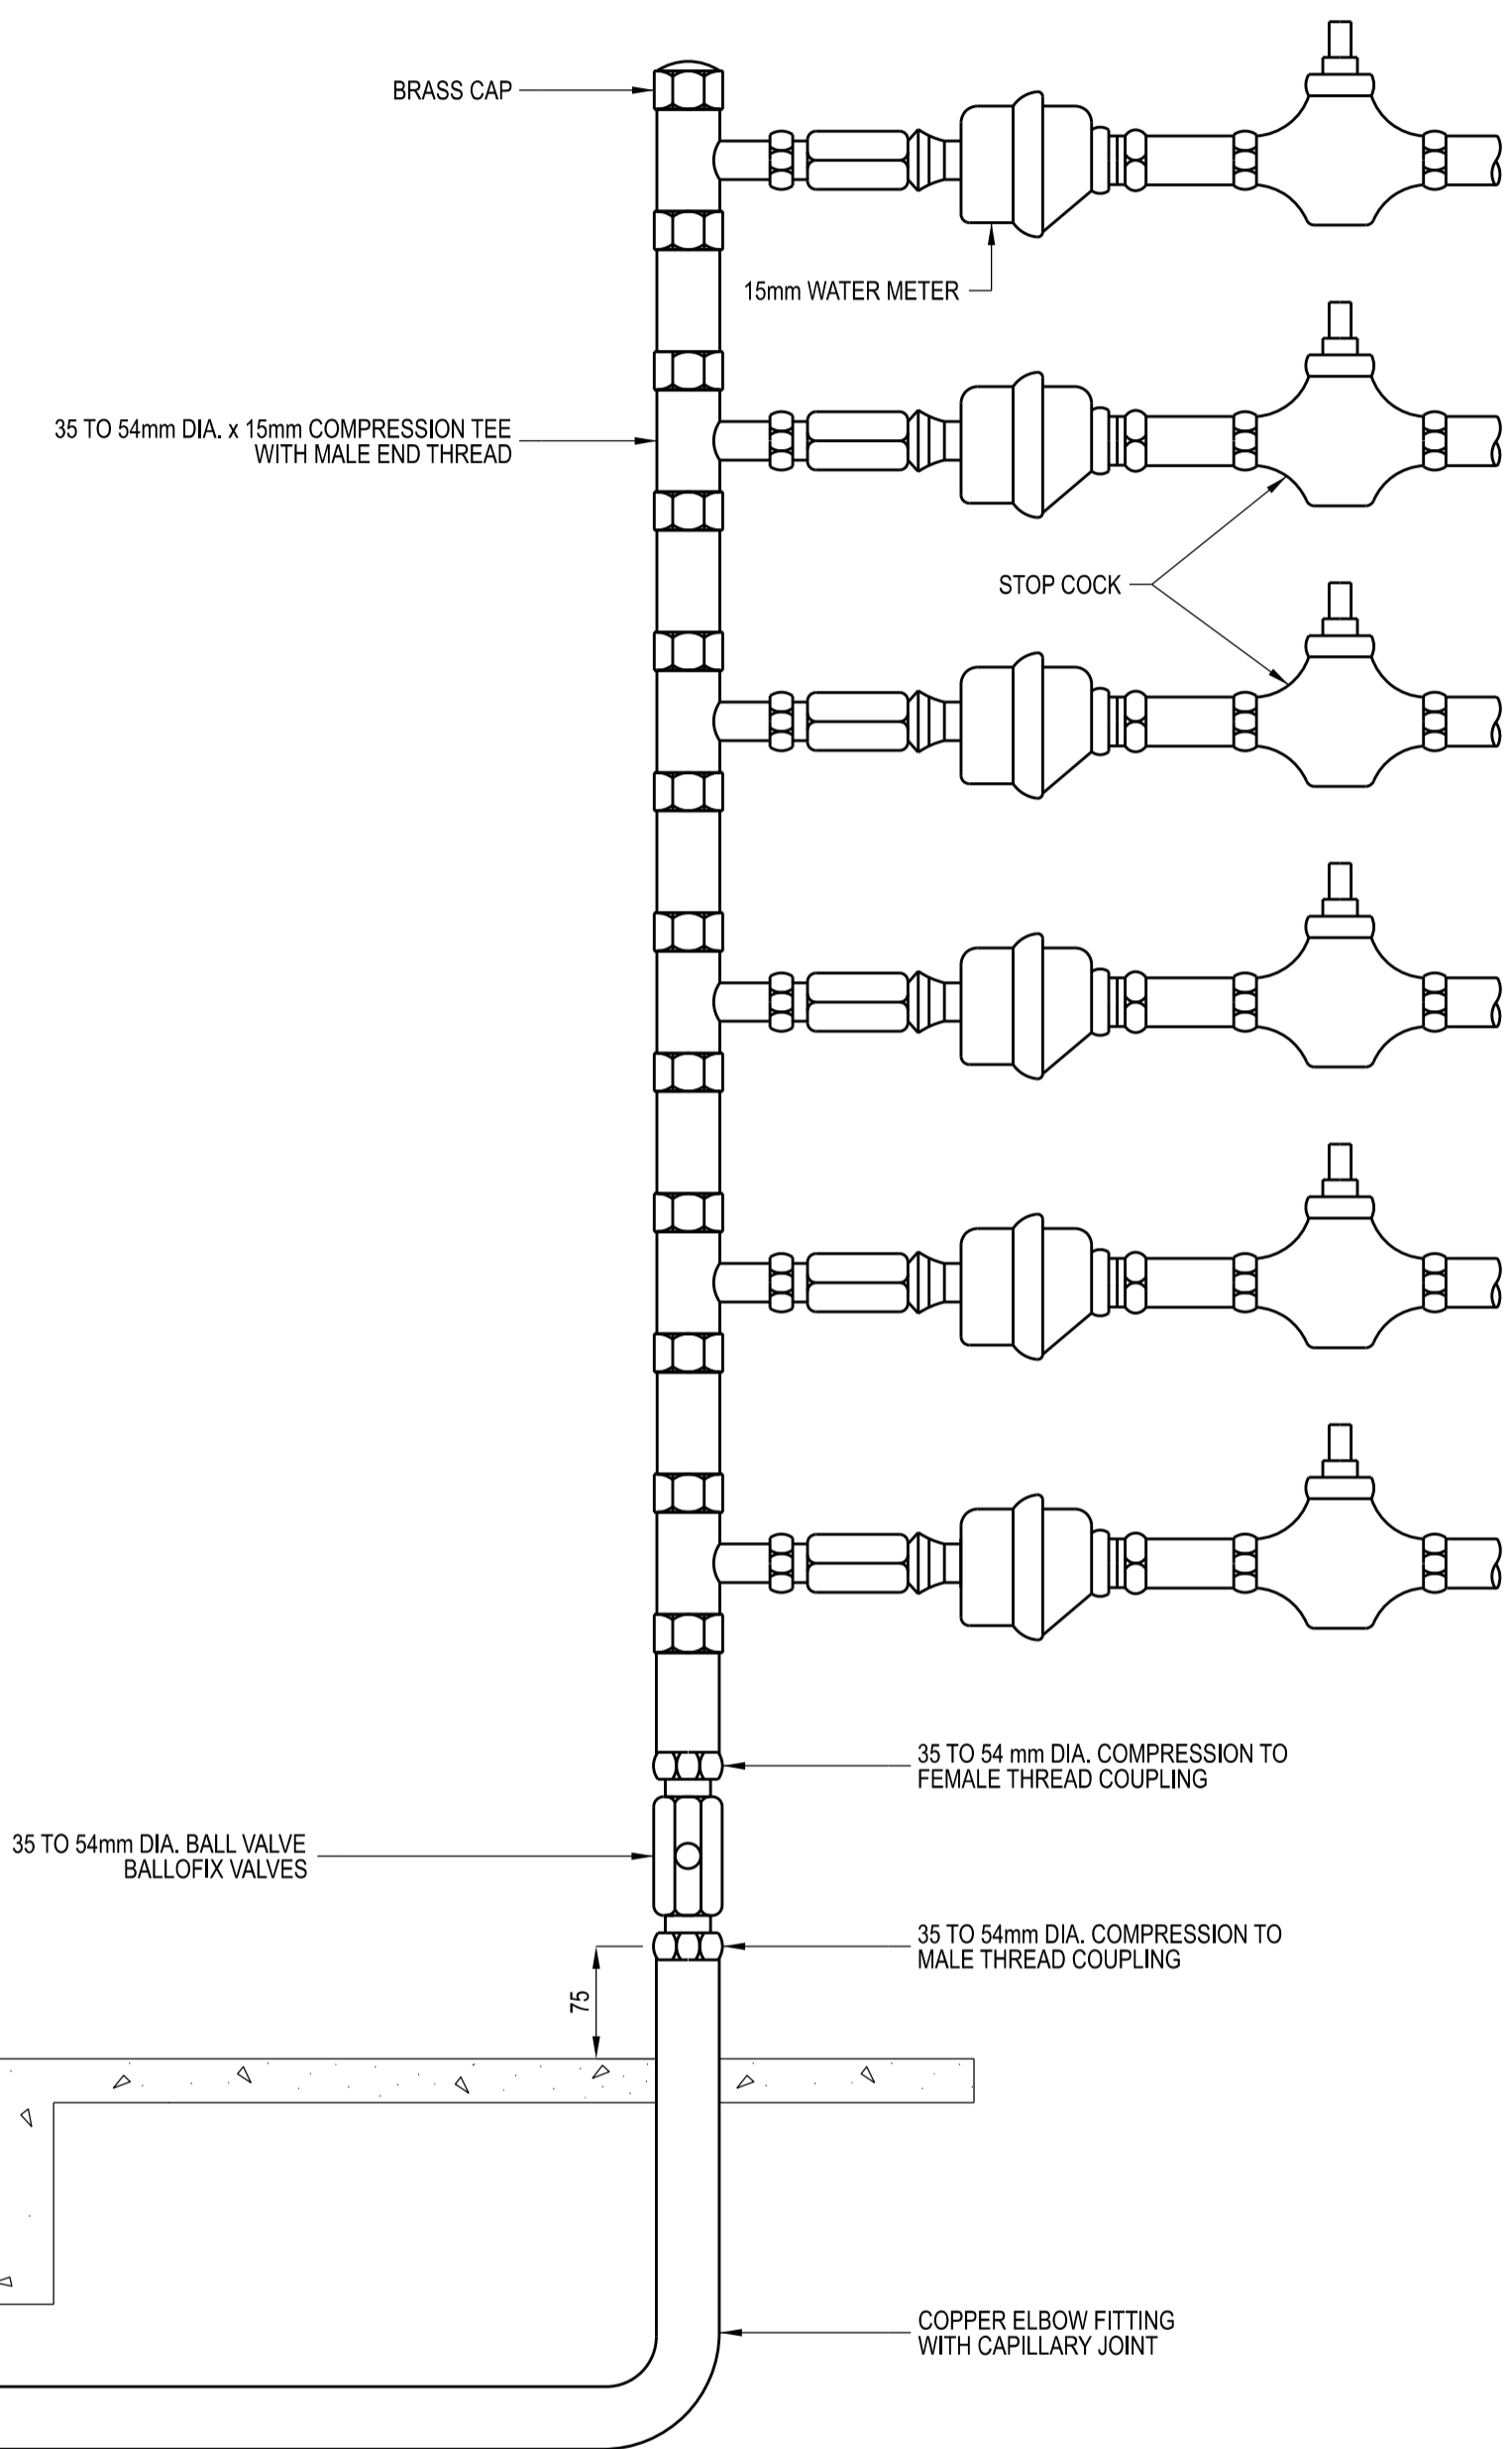 BRASS CAP
15mm WATER METER
35 TO 54mm DIA. x 15mm COMPRESSION TEE
WITH MALE END THREAD
STOP COCK
35 TO 54 mm DIA. COMPRESSION TO
FEMALE THREAD COUPLING
35 TO 54mm DIA. BALL VALVE
BALLOFIX VALVES
35 TO 54mm DIA. COMPRESSION TO
MALE THREAD COUPLING
75
COPPER ELBOW FITTING
WITH CAPILLARY JOINT